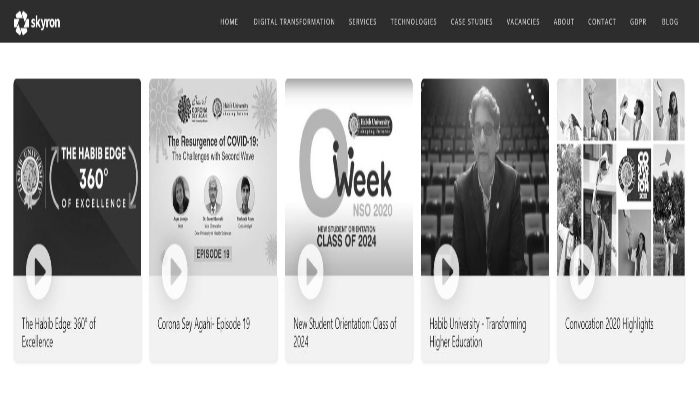 skyron
HOME DIGITAL TRANSFORMATION SERVICES TECHNOLOGIES CASE STUDIES VACANCIES ABOUT CONTACT GDPR BLOG
THE HABIB EDGE
360°
OF EXCELLENCE
The Habib Edge: 360° of
Excellence
Habib University
The Resurgence of COVID-19:
The Challenges with Second Wave
EPISODE 19
Corona Sey Agahi- Episode 19
Habib University
OWeek
NSO 2020
NEW STUDENT ORIENTATION
CLASS OF 2024
New Student Orientation: Class of
2024
Habib University - Transforming
Higher Education
Convocation 2020 Highlights